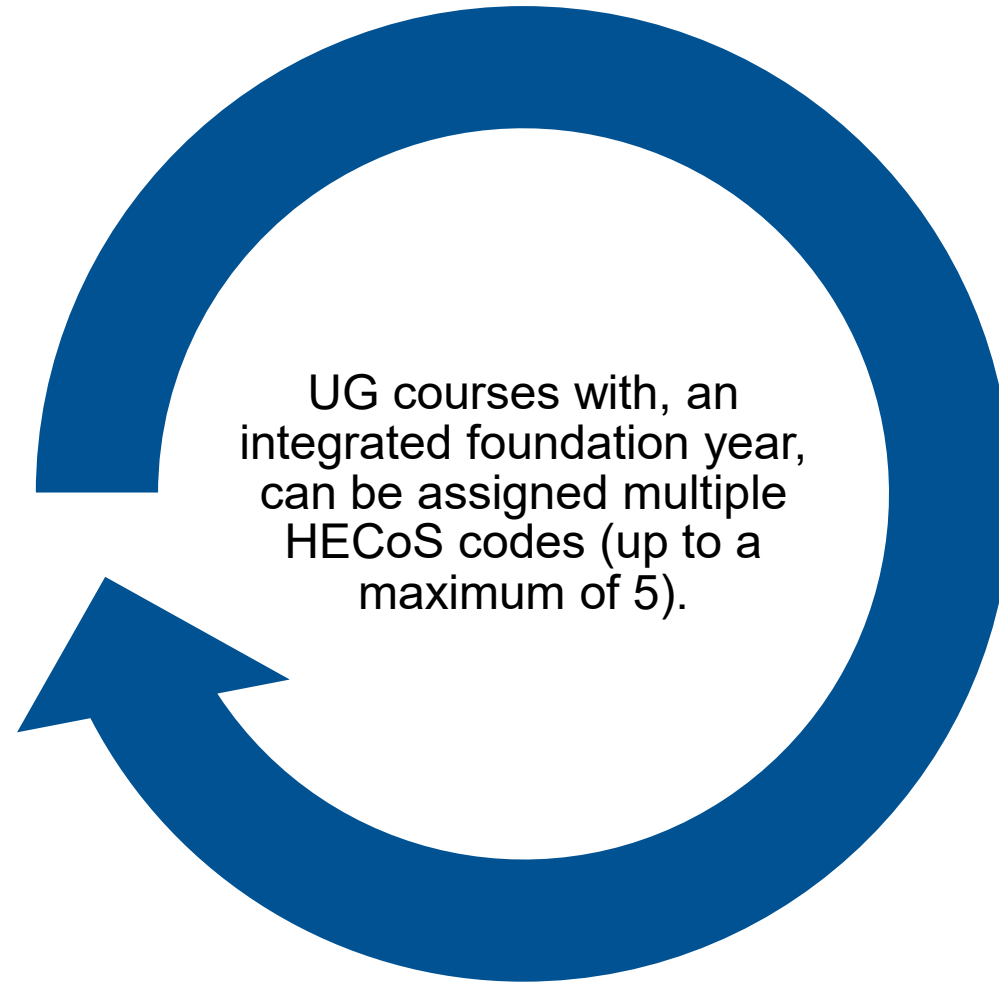 UG courses with, an
integrated foundation year,
can be assigned multiple
HECoS codes (up to a
maximum of 5).